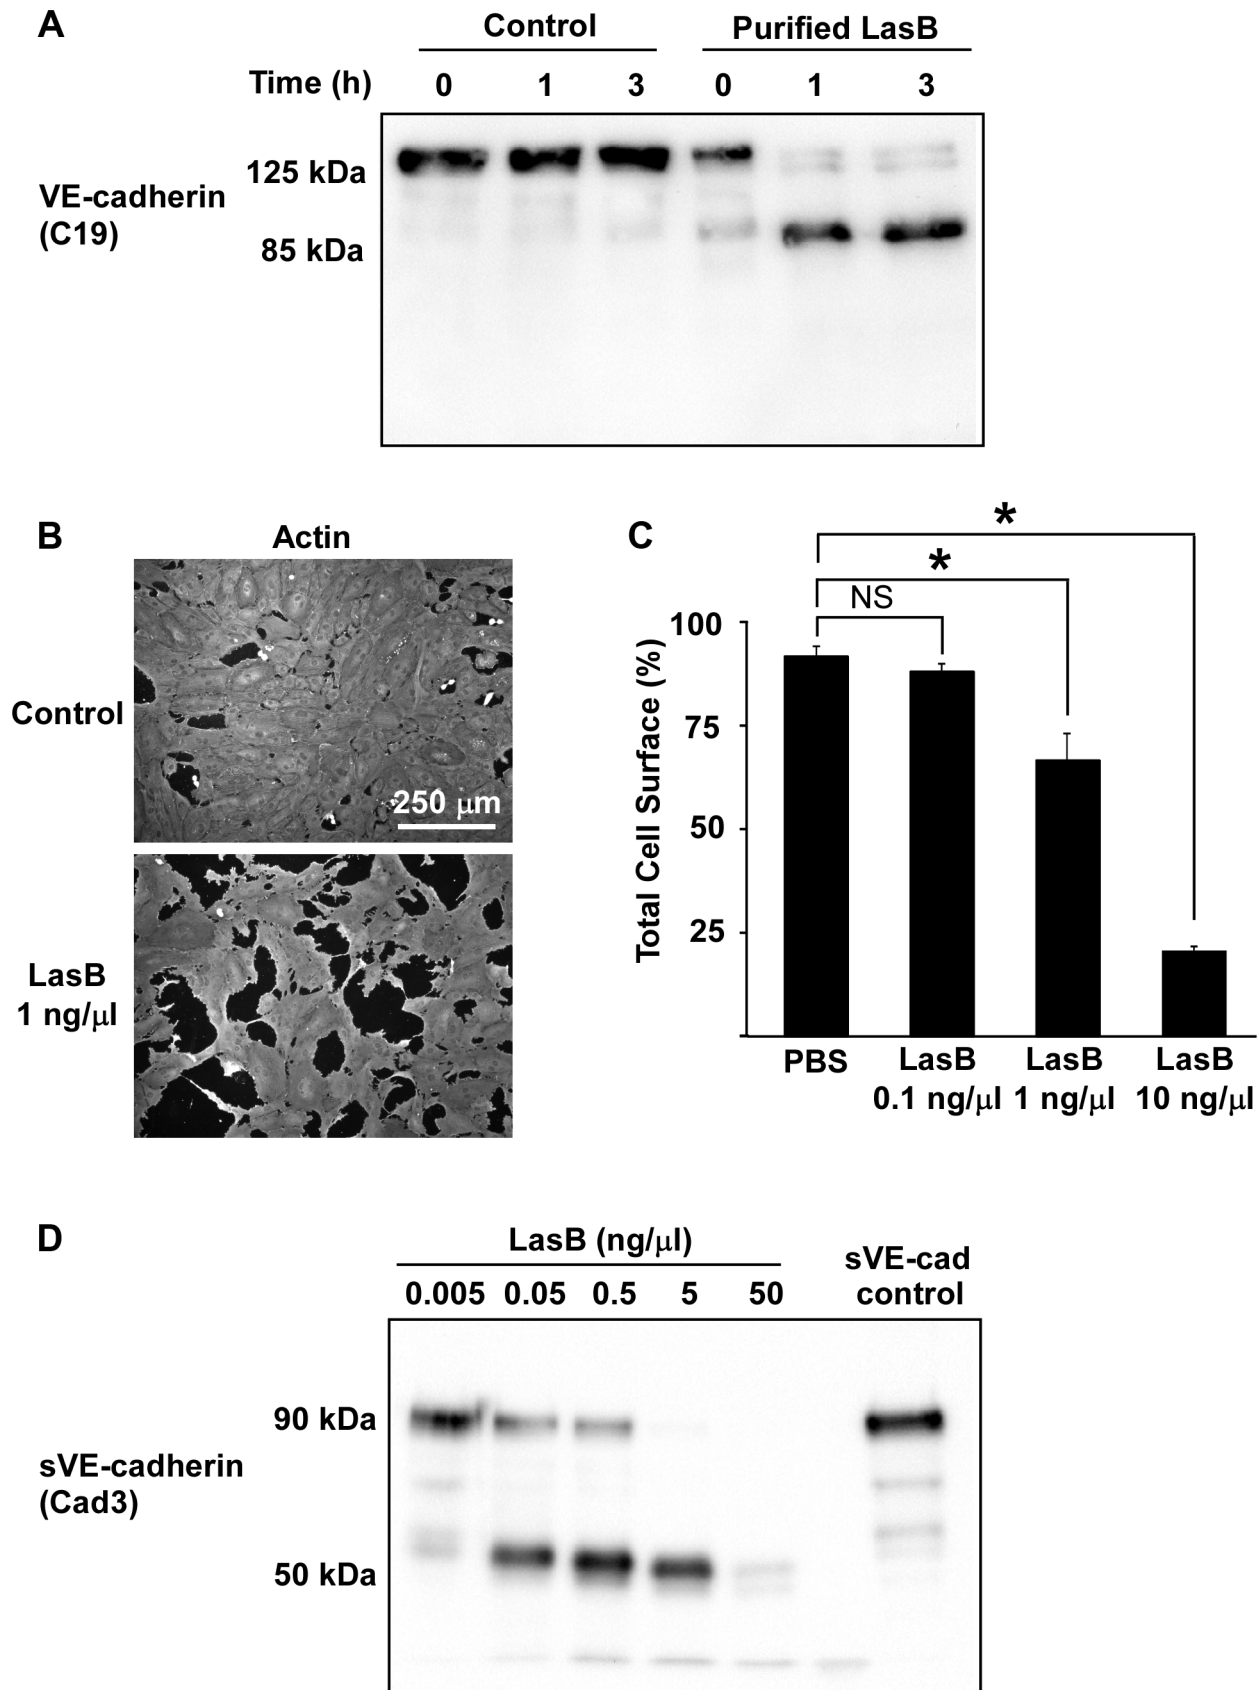 A
Control
Purified LasB
Time (h)
0 1 3 0 1 3
125 kDa
VE-cadherin
(C19)
85 kDa
B
Actin
Control
250 μm
LasB
1 ng/μl
C
*
*
NS
Total Cell Surface (%)
100
75
50
25
PBS
LasB
0.1 ng/μl
LasB
1 ng/μl
LasB
10 ng/μl
D
LasB (ng/μl)
0.005 0.05 0.5 5 50
sVE-cad
control
90 kDa
sVE-cadherin
(Cad3)
50 kDa